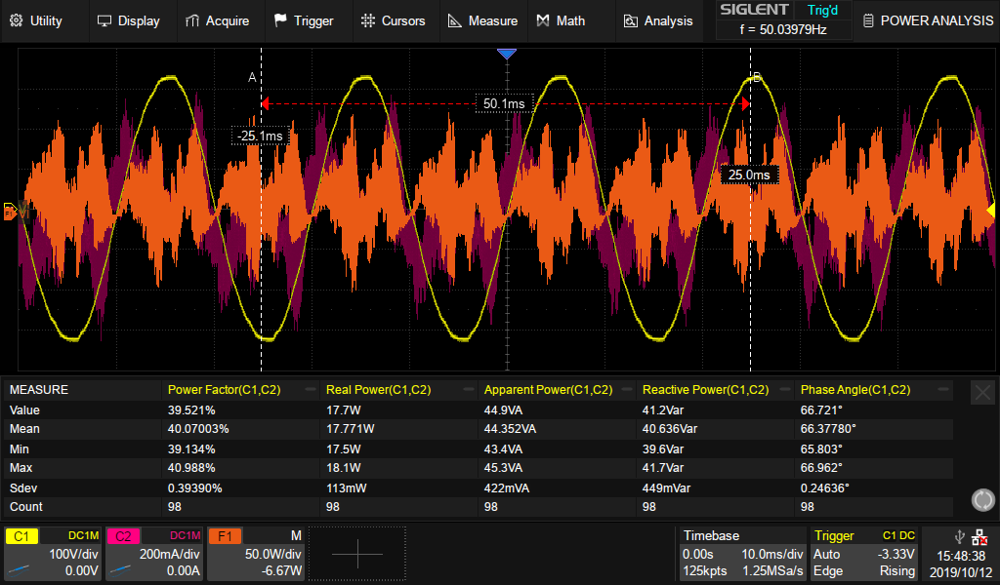 Utility Display Acquire Trigger Cursors Measure Math Analysis SIGLENT Trig'd POWER ANALYSIS
f = 50.03979Hz
A B
50.1ms
-25.1ms
25.0ms
F1
MEASURE Power Factor(C1,C2) Real Power(C1,C2) Apparent Power(C1,C2) Reactive Power(C1,C2) Phase Angle(C1,C2)
Value 39.521% 17.7W 44.9VA 41.2Var 66.721°
Mean 40.07003% 17.771W 44.352VA 40.636Var 66.37780°
Min 39.134% 17.5W 43.4VA 39.6Var 65.803°
Max 40.988% 18.1W 45.3VA 41.7Var 66.962°
Sdev 0.39390% 113mW 422mVA 449mVar 0.24636°
Count 98 98 98 98 98
C1 DC1M C2 DC1M F1 M Timebase Trigger C1 DC
100V/div 200mA/div 50.0W/div 0.00s 10.0ms/div Auto -3.33V 15:48:38
0.00V 0.00A -6.67W 125kpts 1.25MSa/s Edge Rising 2019/10/12